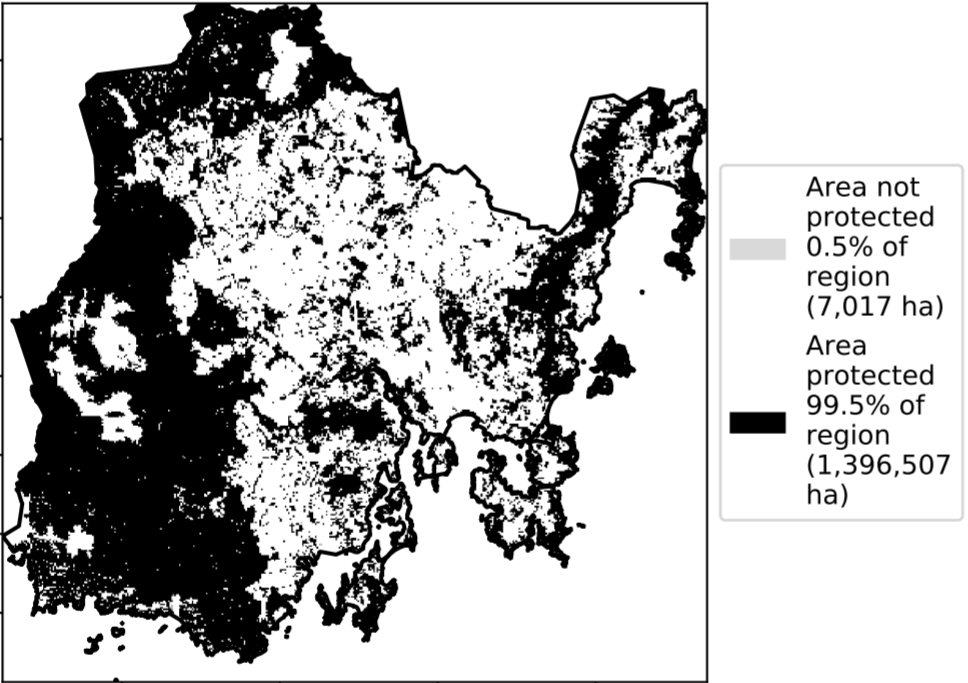 Area not
protected
0.5% of
region
(7,017 ha)
Area
protected
99.5% of
region
(1,396,507
ha)